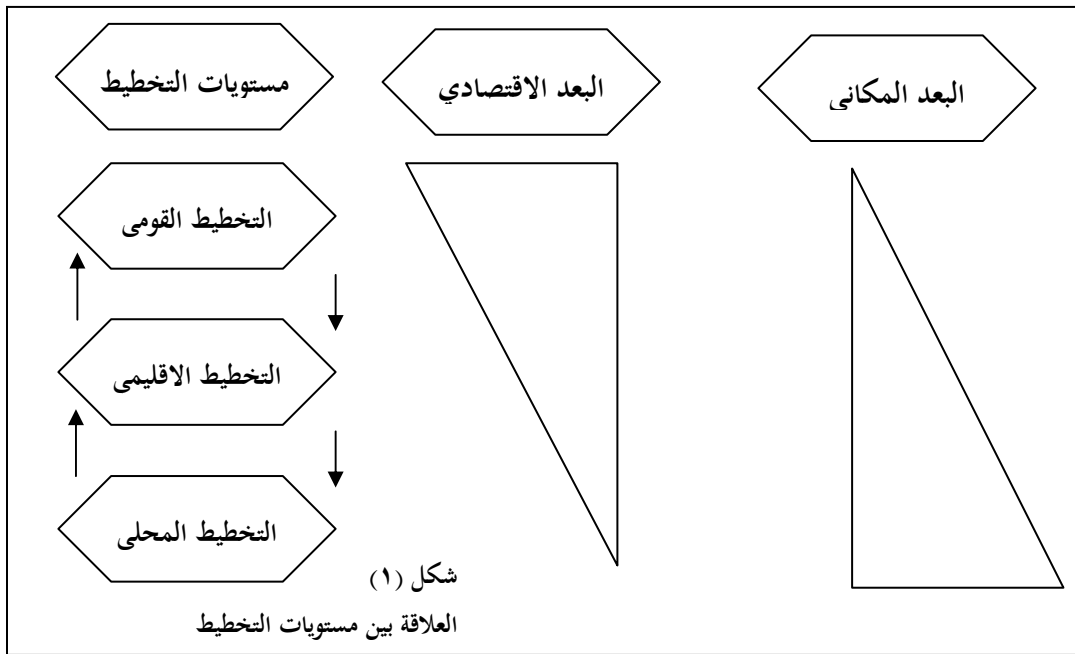 البعد المكانى
البعد الاقتصادي
مستويات التخطيط
التخطيط القومى
التخطيط الاقليمى
التخطيط المحلى
شكل (١)
العلاقة بين مستويات التخطيط